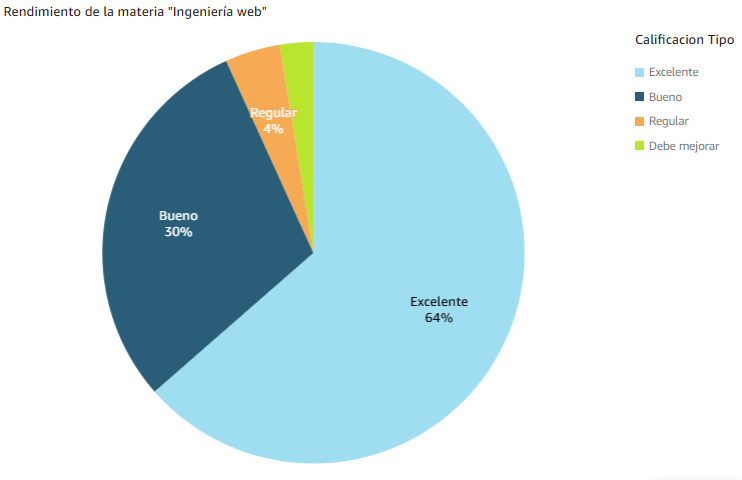 Rendimiento de la materia "Ingeniería web"
Calificacion Tipo
Excelente
Bueno
Regular
Debe mejorar
Regular
4%
Bueno
30%
Excelente
64%